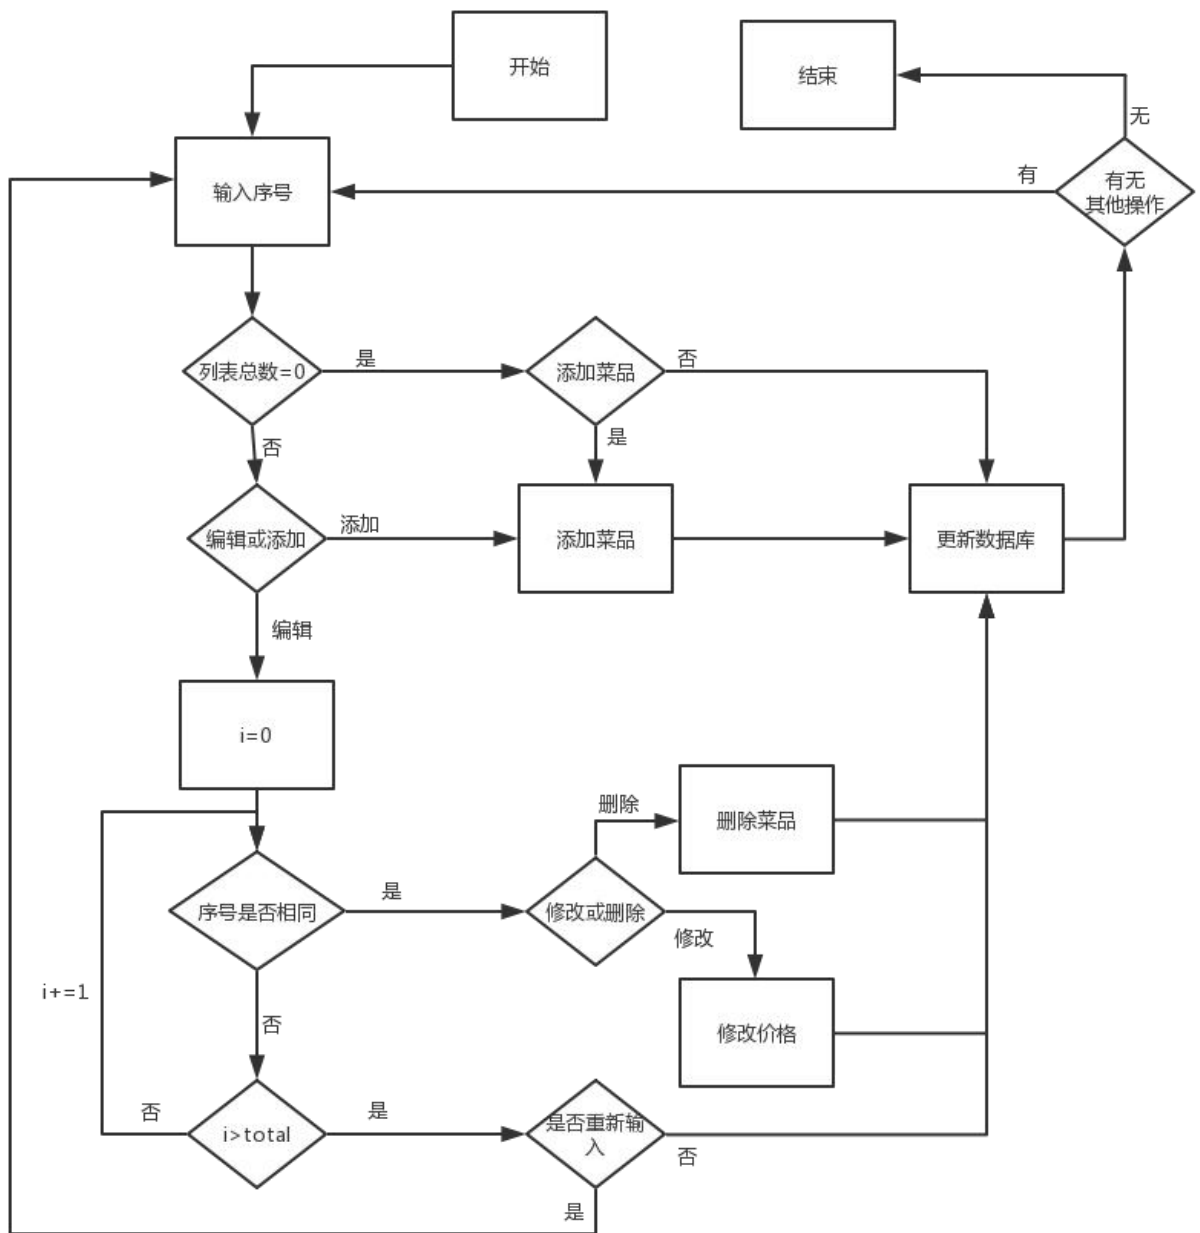 开始
结束
无
输入序号
有
有无
其他操作
列表总数=0
是
添加菜品
否
否
是
编辑或添加
添加
添加菜品
更新数据库
编辑
i=0
删除
删除菜品
序号是否相同
是
修改或删除
修改
i+=1
否
修改价格
否
i>total
是
是否重新输
入
否
是